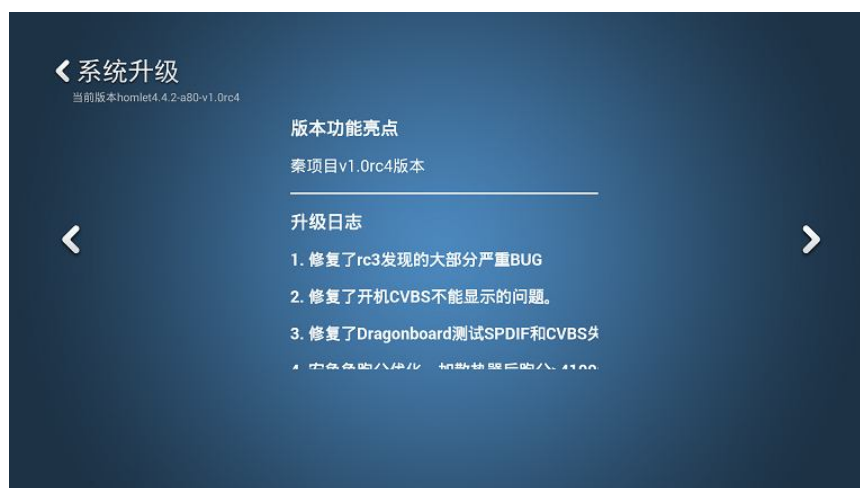 系统升级
当前版本homlet4.4.2-a80-v1.0rc4
版本功能亮点
秦项目v1.0rc4版本
升级日志
1. 修复了rc3发现的大部分严重BUG
2. 修复了开机CVBS不能显示的问题。
3. 修复了Dragonboard测试SPDIF和CVBS失